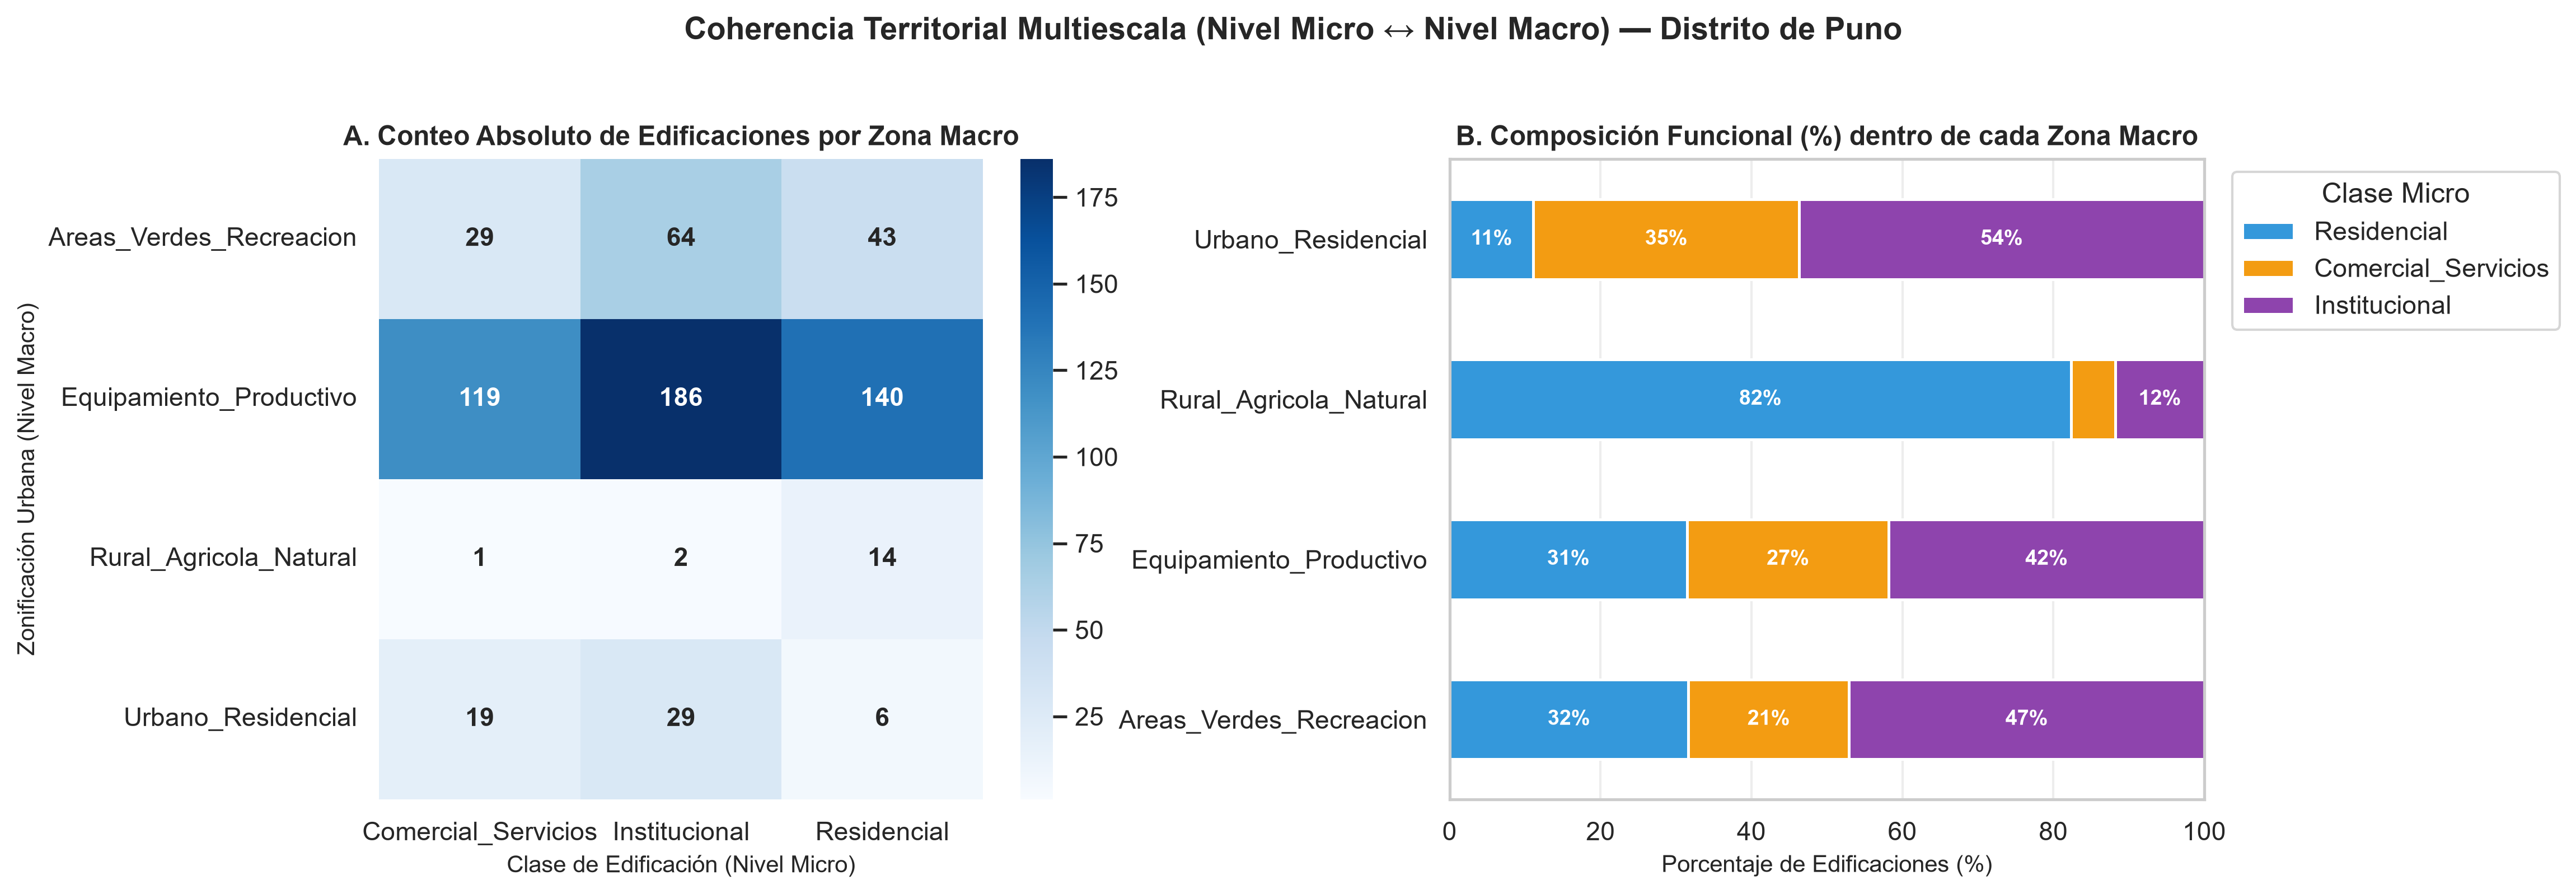 Coherencia Territorial Multiescala (Nivel Micro ↔ Nivel Macro) — Distrito de Puno
A. Conteo Absoluto de Edificaciones por Zona Macro
Zonificación Urbana (Nivel Macro)
Areas_Verdes_Recreacion
29 64 43
Equipamiento_Productivo
119 186 140
Rural_Agricola_Natural
1 2 14
Urbano_Residencial
19 29 6
Comercial_Servicios Institucional Residencial
Clase de Edificación (Nivel Micro)
175
150
125
100
75
50
25
B. Composición Funcional (%) dentro de cada Zona Macro
Urbano_Residencial
11% 35% 54%
Rural_Agricola_Natural
82% 12%
Equipamiento_Productivo
31% 27% 42%
Areas_Verdes_Recreacion
32% 21% 47%
0 20 40 60 80 100
Porcentaje de Edificaciones (%)
Clase Micro
Residencial
Comercial_Servicios
Institucional